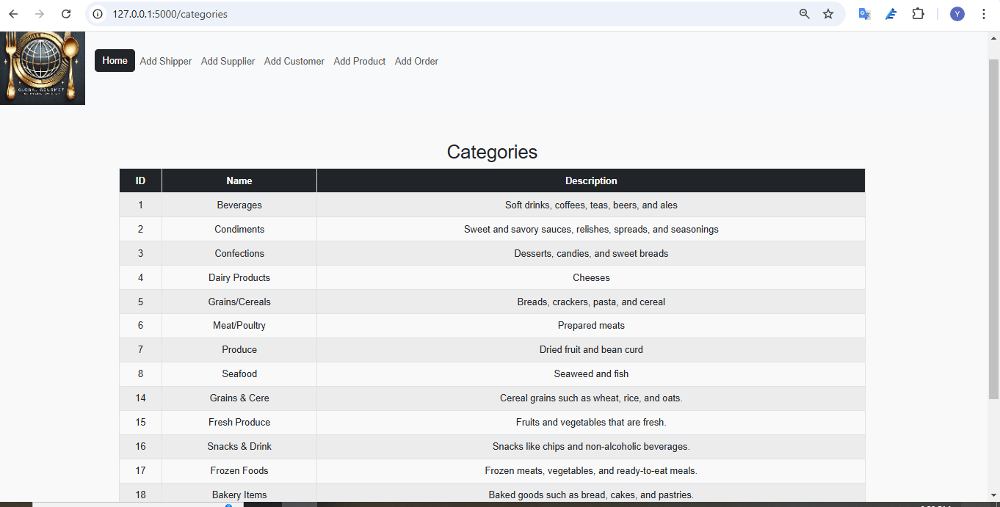 127.0.0.1:5000/categories
Y
GLOBAL GOURMET
Home Add Shipper Add Supplier Add Customer Add Product Add Order
Categories
ID Name Description
1 Beverages Soft drinks, coffees, teas, beers, and ales
2 Condiments Sweet and savory sauces, relishes, spreads, and seasonings
3 Confections Desserts, candies, and sweet breads
4 Dairy Products Cheeses
5 Grains/Cereals Breads, crackers, pasta, and cereal
6 Meat/Poultry Prepared meats
7 Produce Dried fruit and bean curd
8 Seafood Seaweed and fish
14 Grains & Cere Cereal grains such as wheat, rice, and oats.
15 Fresh Produce Fruits and vegetables that are fresh.
16 Snacks & Drink Snacks like chips and non-alcoholic beverages.
17 Frozen Foods Frozen meats, vegetables, and ready-to-eat meals.
18 Bakery Items Baked goods such as bread, cakes, and pastries.